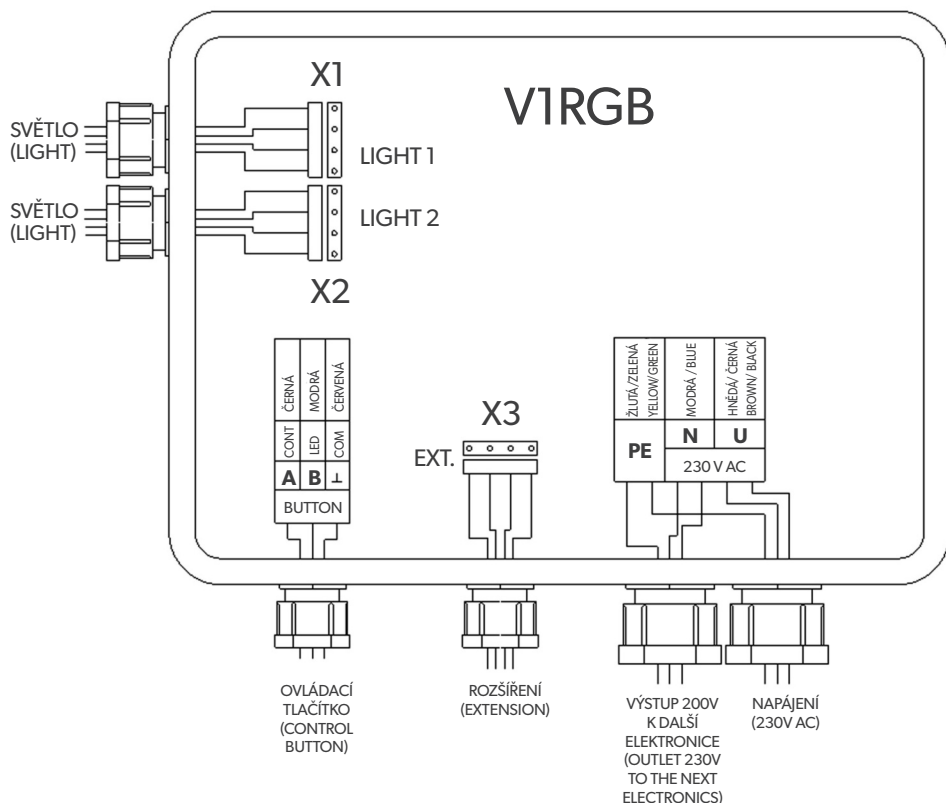 X1
V1RGB
SVĚTLO
(LIGHT)
LIGHT 1
SVĚTLO
(LIGHT)
LIGHT 2
X2
ČERNÁ
MODRÁ
ČERVENÁ
CONT
LED
COM
A B ⊥
BUTTON
X3
EXT.
ŽLUTÁ/ZELENÁ
YELLOW/GREEN
MODRÁ / BLUE
HNĚDÁ/ ČERNÁ
BROWN/ BLACK
PE
N
U
230 V AC
OVLÁDACÍ
TLAČÍTKO
(CONTROL
BUTTON)
ROZŠÍŘENÍ
(EXTENSION)
VÝSTUP 200V
K DALŠÍ
ELEKTRONICE
(OUTLET 230V
TO THE NEXT
ELECTRONICS)
NAPÁJENÍ
(230V AC)